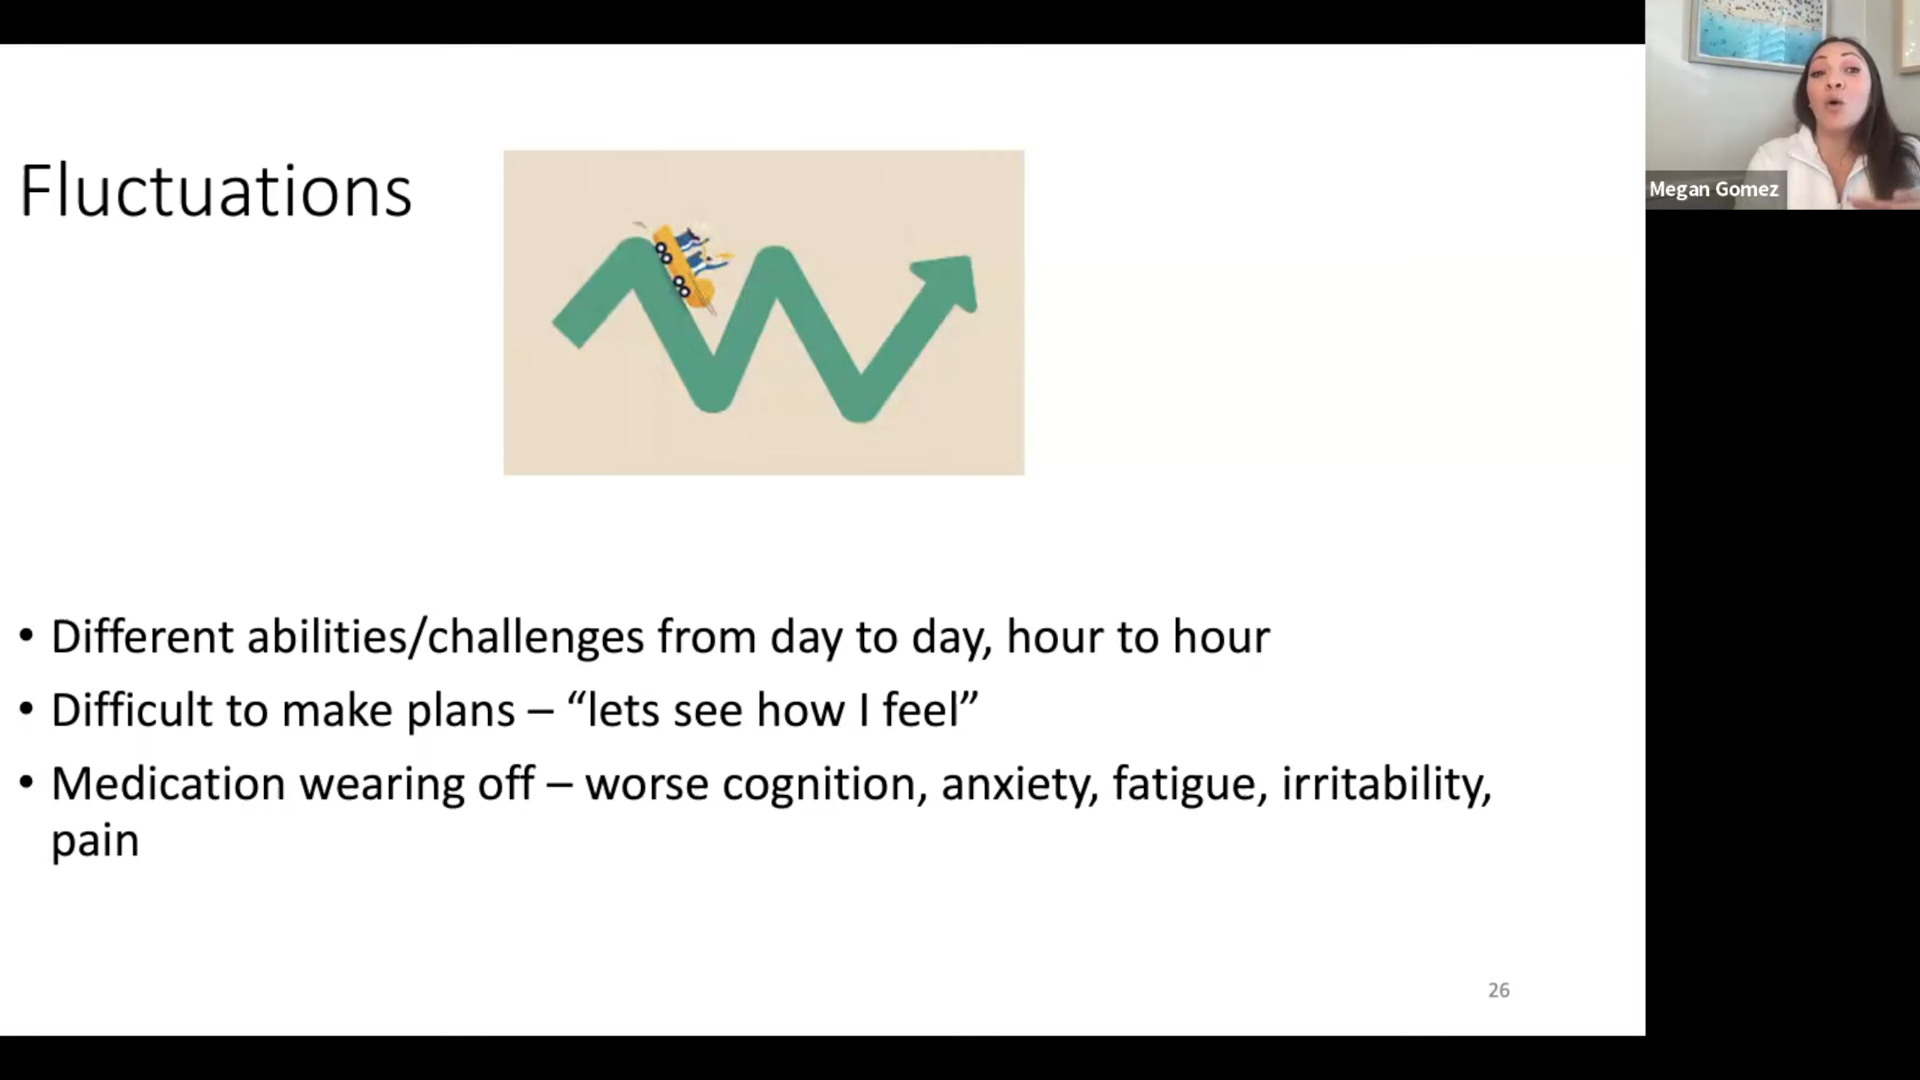 Fluctuations
Megan Gomez
• Different abilities/challenges from day to day, hour to hour
• Difficult to make plans – “lets see how I feel”
• Medication wearing off – worse cognition, anxiety, fatigue, irritability,
pain
26